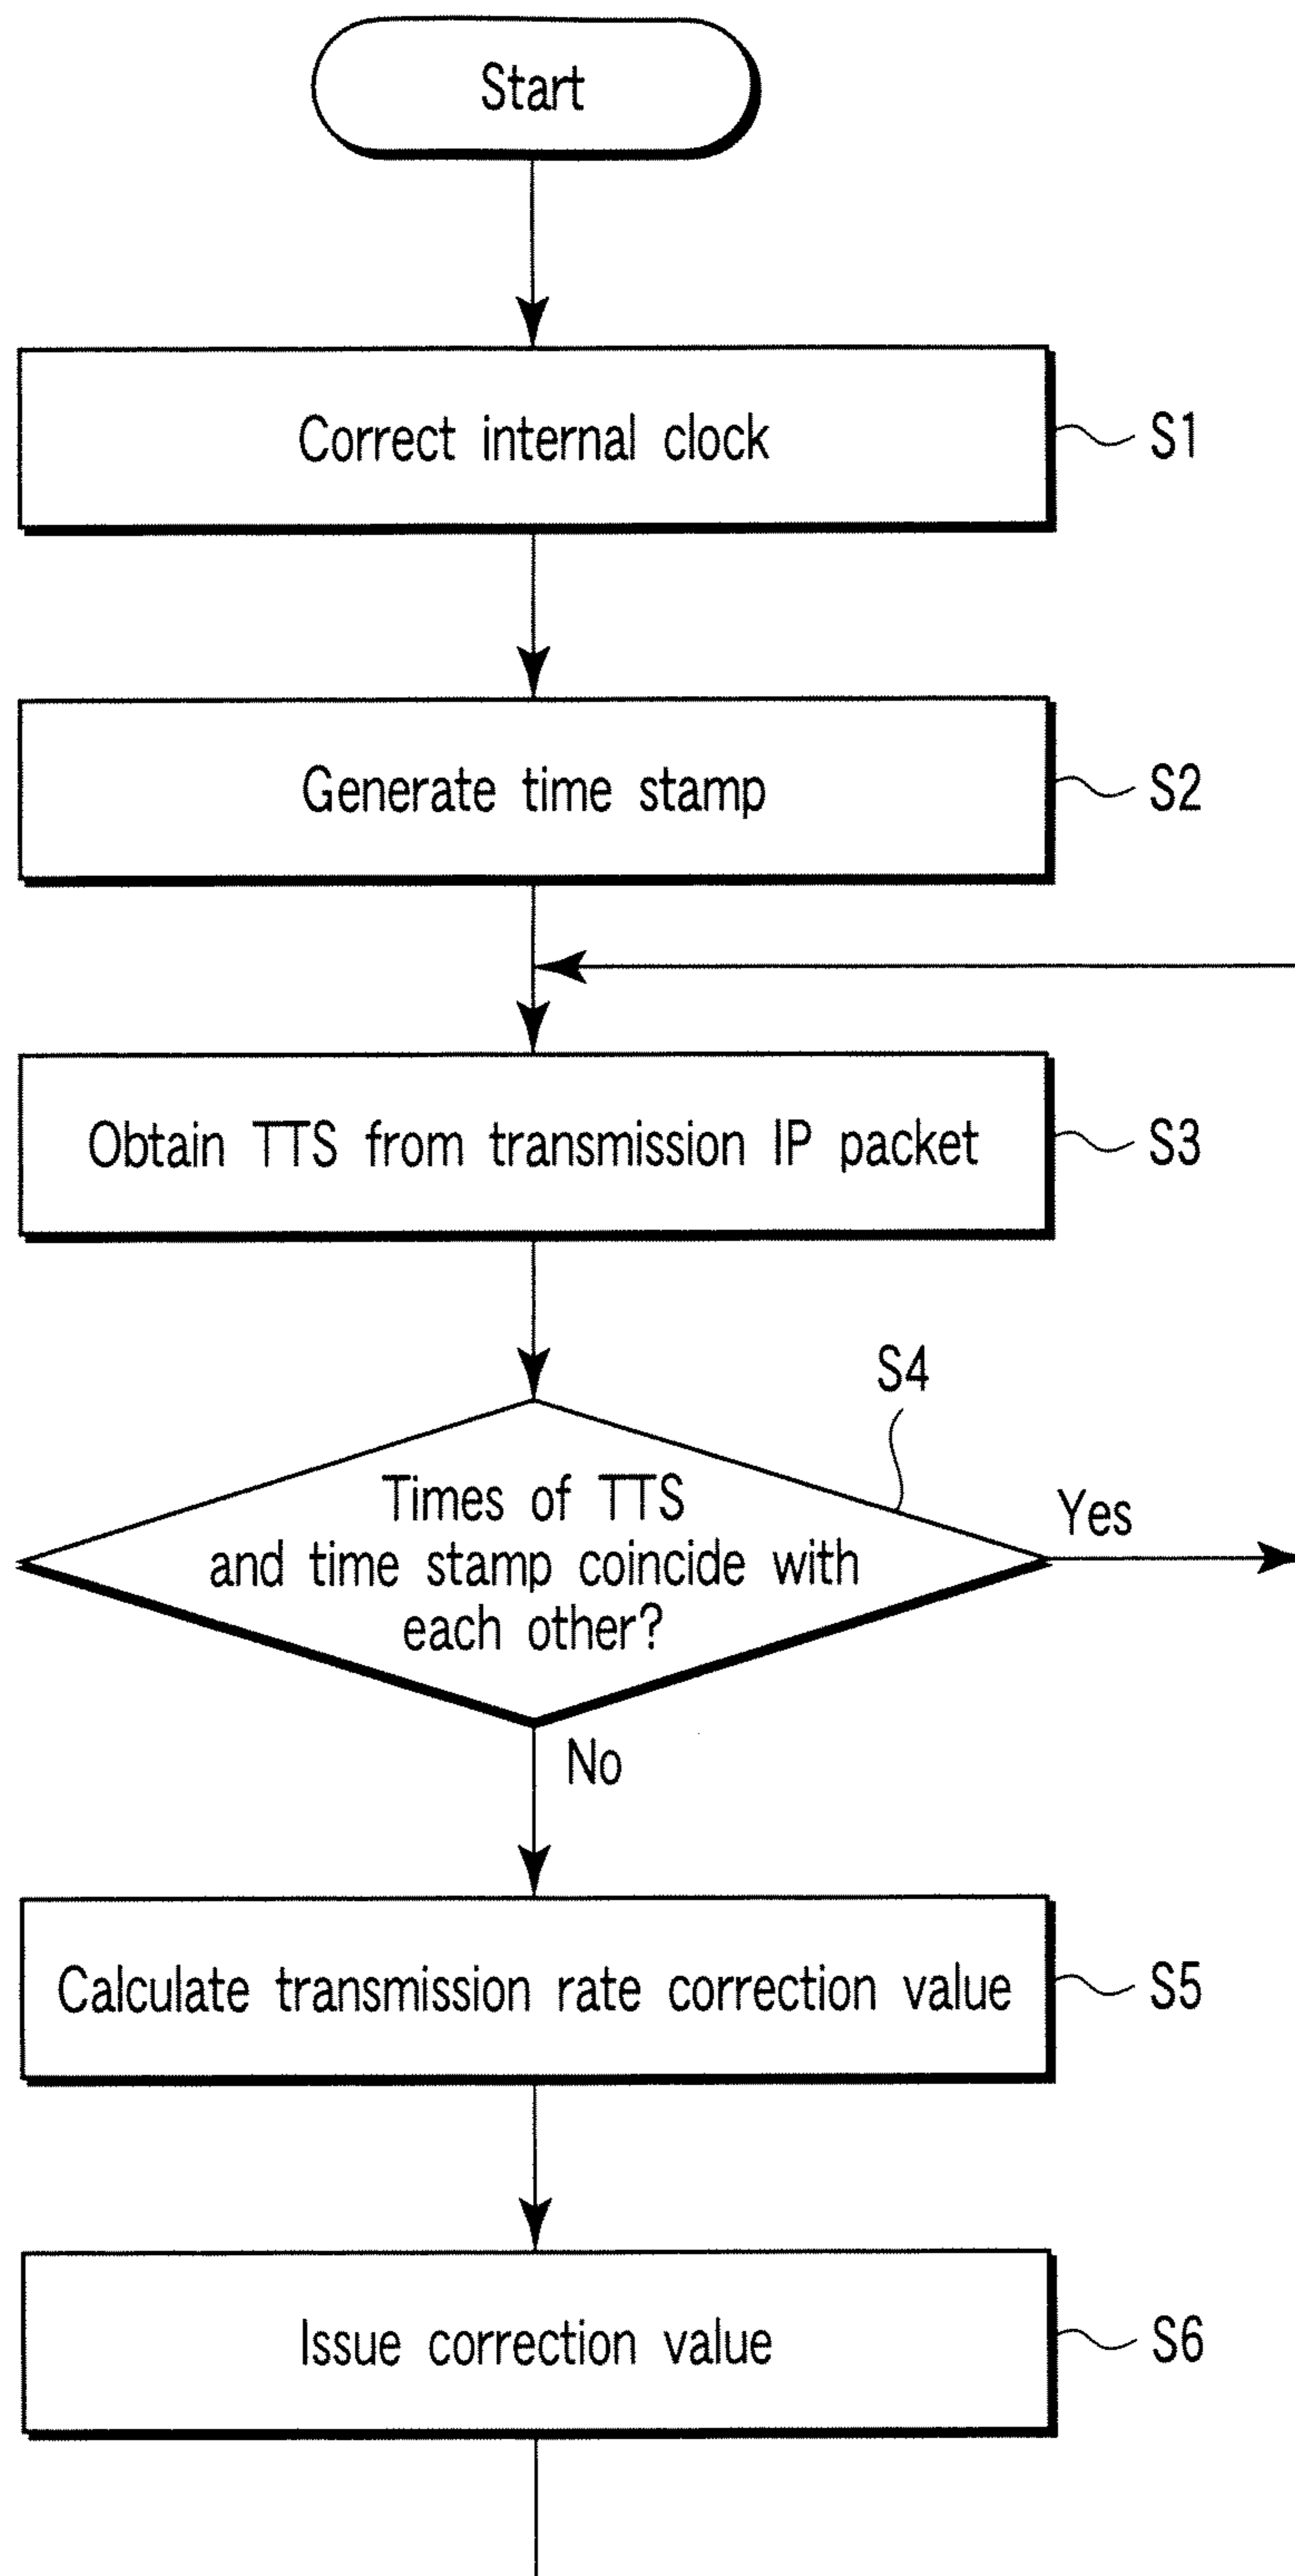 Start
Correct internal clock
S1
Generate time stamp
S2
Obtain TTS from transmission IP packet
S3
S4
Times of TTS
and time stamp coincide with
each other?
Yes
No
Calculate transmission rate correction value
S5
Issue correction value
S6